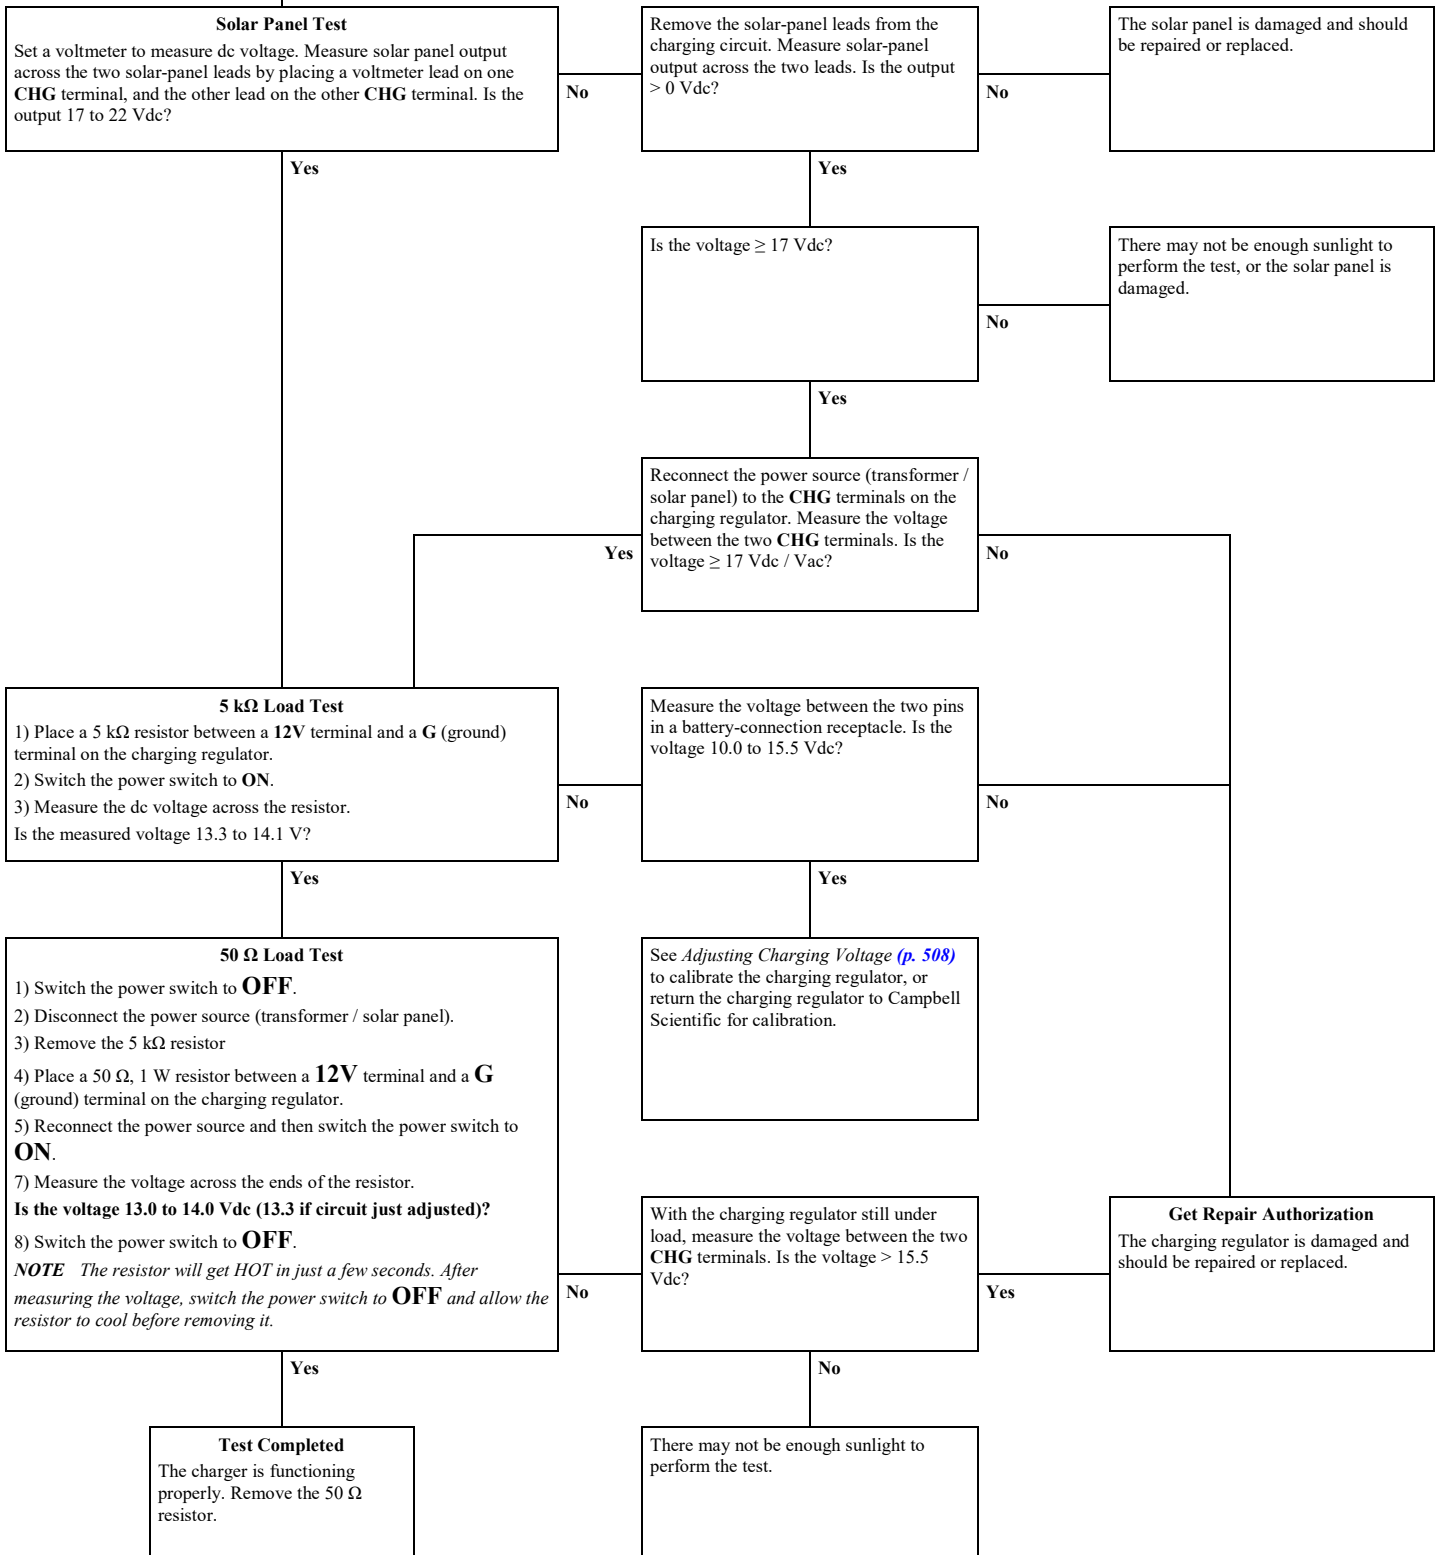 Solar Panel Test
Set a voltmeter to measure dc voltage. Measure solar panel output
across the two solar-panel leads by placing a voltmeter lead on one
CHG terminal, and the other lead on the other CHG terminal. Is the
output 17 to 22 Vdc?
No
Remove the solar-panel leads from the
charging circuit. Measure solar-panel
output across the two leads. Is the output
> 0 Vdc?
No
The solar panel is damaged and should
be repaired or replaced.
Yes
Yes
Is the voltage ≥ 17 Vdc?
No
There may not be enough sunlight to
perform the test, or the solar panel is
damaged.
Yes
Reconnect the power source (transformer /
solar panel) to the CHG terminals on the
charging regulator. Measure the voltage
between the two CHG terminals. Is the
voltage ≥ 17 Vdc / Vac?
Yes
No
5 kΩ Load Test
1) Place a 5 kΩ resistor between a 12V terminal and a G (ground)
terminal on the charging regulator.
2) Switch the power switch to ON.
3) Measure the dc voltage across the resistor.
Is the measured voltage 13.3 to 14.1 V?
No
Measure the voltage between the two pins
in a battery-connection receptacle. Is the
voltage 10.0 to 15.5 Vdc?
No
Yes
Yes
50 Ω Load Test
1) Switch the power switch to OFF.
2) Disconnect the power source (transformer / solar panel).
3) Remove the 5 kΩ resistor
4) Place a 50 Ω, 1 W resistor between a 12V terminal and a G
(ground) terminal on the charging regulator.
5) Reconnect the power source and then switch the power switch to
ON.
7) Measure the voltage across the ends of the resistor.
Is the voltage 13.0 to 14.0 Vdc (13.3 if circuit just adjusted)?
8) Switch the power switch to OFF.
NOTE The resistor will get HOT in just a few seconds. After
measuring the voltage, switch the power switch to OFF and allow the
resistor to cool before removing it.
See Adjusting Charging Voltage (p. 508)
to calibrate the charging regulator, or
return the charging regulator to Campbell
Scientific for calibration.
No
With the charging regulator still under
load, measure the voltage between the two
CHG terminals. Is the voltage > 15.5
Vdc?
Yes
Get Repair Authorization
The charging regulator is damaged and
should be repaired or replaced.
Yes
No
Test Completed
The charger is functioning
properly. Remove the 50 Ω
resistor.
There may not be enough sunlight to
perform the test.